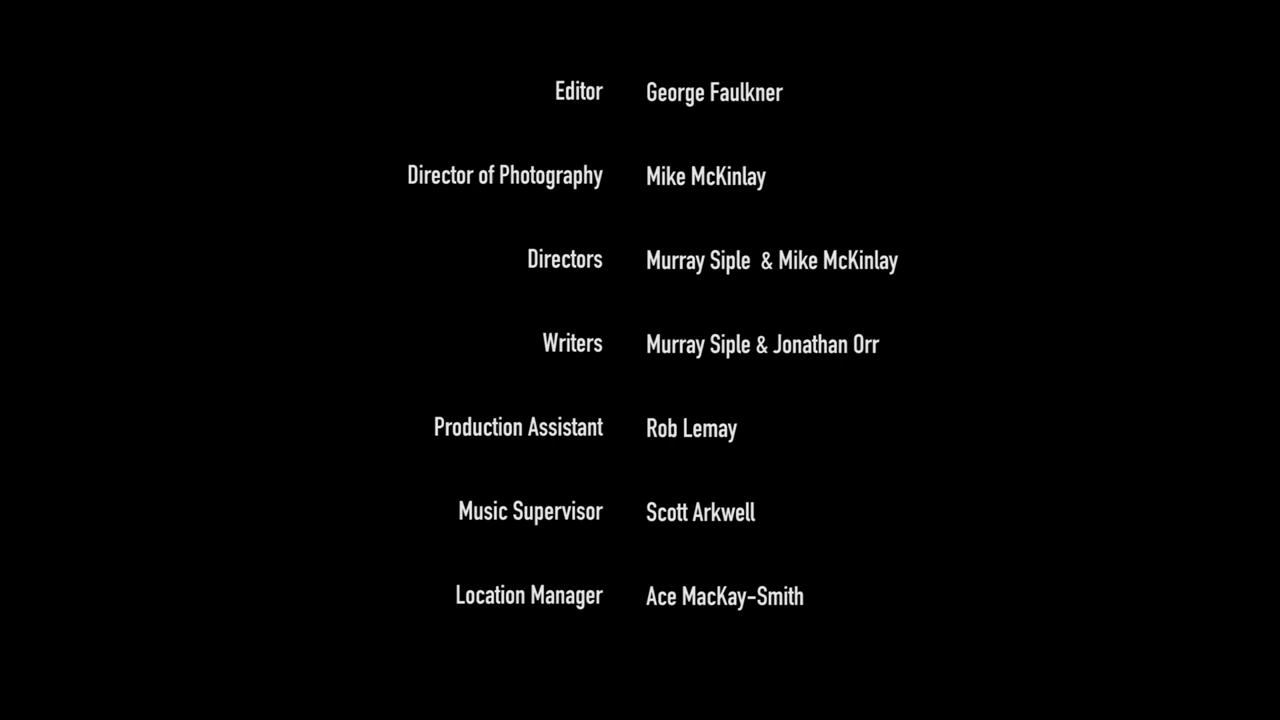 Editor George Faulkner
Director of Photography Mike McKinlay
Directors Murray Siple & Mike McKinlay
Writers Murray Siple & Jonathan Orr
Production Assistant Rob Lemay
Music Supervisor Scott Arkwell
Location Manager Ace MacKay-Smith